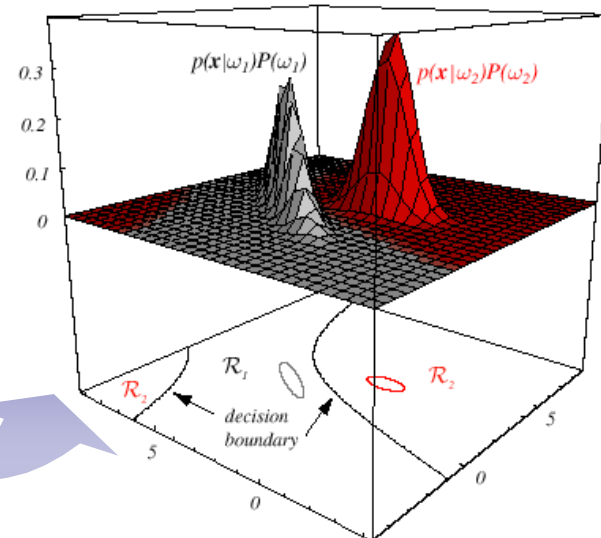 0.3
p(x|ω₁)P(ω₁)
p(x|ω₂)P(ω₂)
0.2
0.1
0
R₂
R₁
R₂
decision
boundary
5
0
5
0